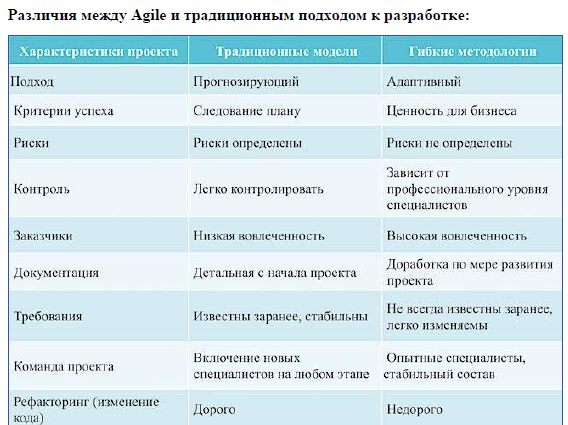 Различия между Agile и традиционным подходом к разработке:
Характеристики проекта Традиционные модели Гибкие методологии
Подход Прогнозирующий Адаптивный
Критерии успеха Следование плану Ценность для бизнеса
Риски Риски определены Риски не определены
Контроль Легко контролировать Зависит от
профессионального уровня
специалистов
Заказчики Низкая вовлеченность Высокая вовлеченность
Документация Детальная с начала проекта Доработка по мере развития
проекта
Требования Известны заранее, стабильны Не всегда известны заранее,
легко изменяемы
Команда проекта Включение новых
специалистов на любом этапе Опытные специалисты,
стабильный состав
Рефакторинг (изменение
кода) Дорого Недорого